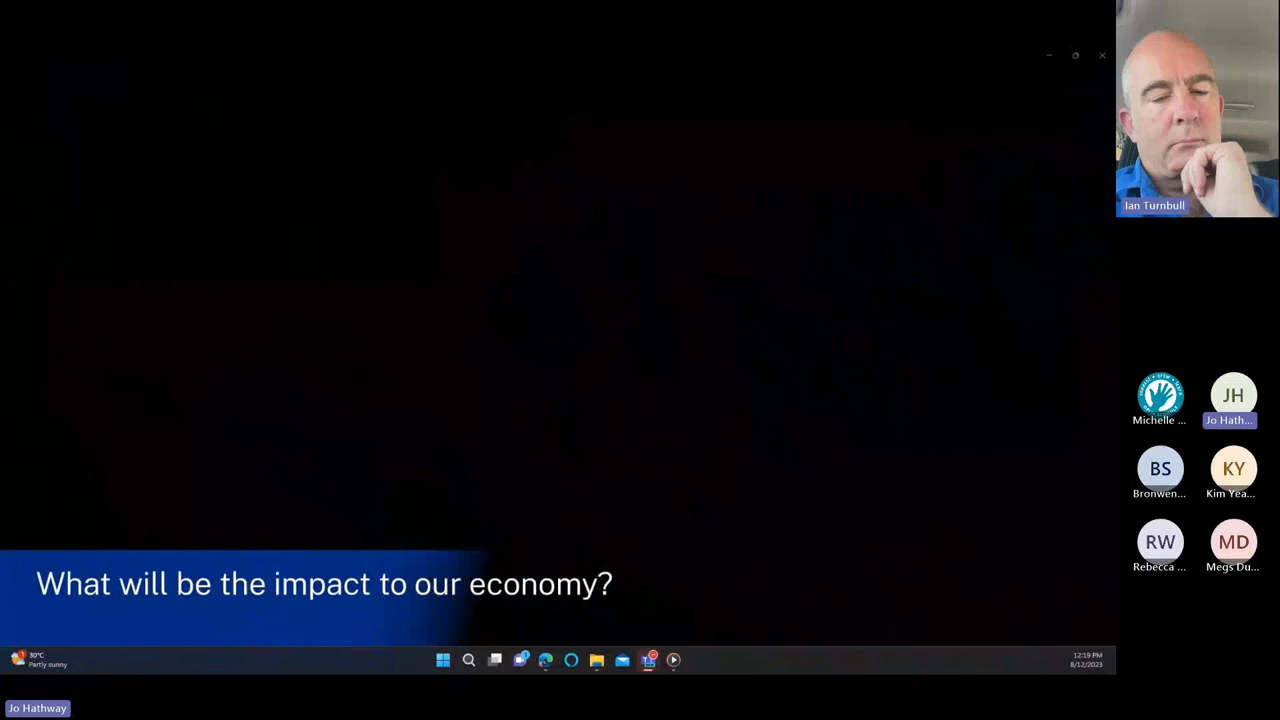 Ian Turnbull
Michelle ...
JH
Jo Hath...
BS
Bronwen...
KY
Kim Yea...
RW
Rebecca ...
MD
Megs Du...
What will be the impact to our economy?
30°C
Partly sunny
12:19 PM
8/12/2023
Jo Hathway